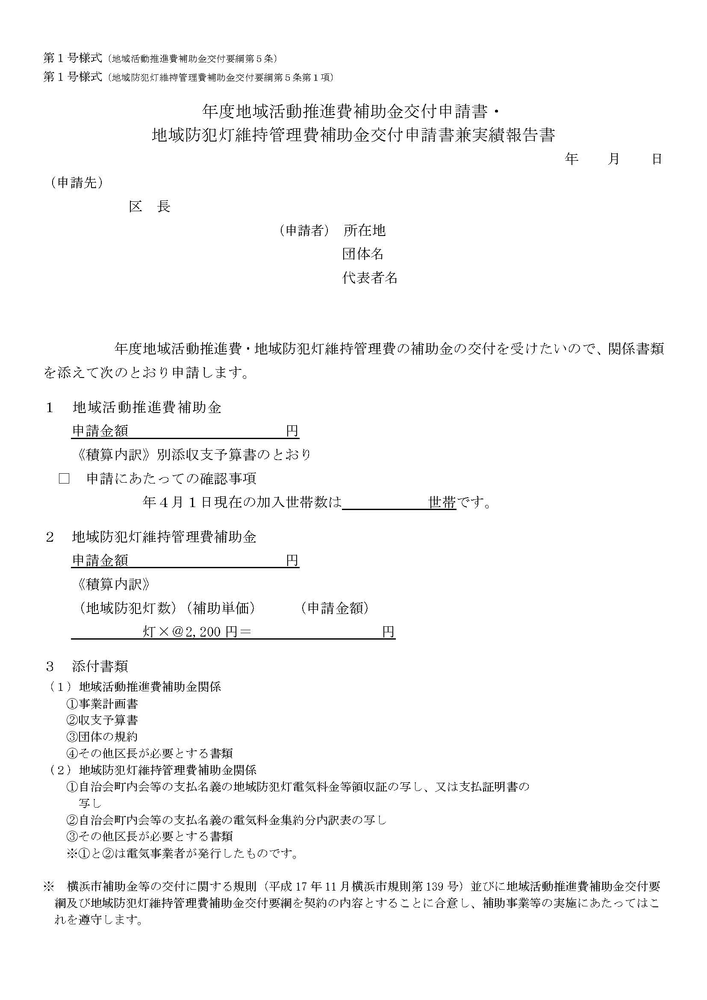 第１号様式（地域活動推進費補助金交付要綱第５条）
第１号様式（地域防犯灯維持管理費補助金交付要綱第５条第１項）
年度地域活動推進費補助金交付申請書・
地域防犯灯維持管理費補助金交付申請書兼実績報告書
年　　月　　日
（申請先）
区　長
（申請者）　所在地
団体名
代表者名
年度地域活動推進費・地域防犯灯維持管理費の補助金の交付を受けたいので、関係書類
を添えて次のとおり申請します。
１　地域活動推進費補助金
申請金額　　　　　　　　　　　円
《積算内訳》別添収支予算書のとおり
□　申請にあたっての確認事項
年４月１日現在の加入世帯数は　　　　　　世帯です。
２　地域防犯灯維持管理費補助金
申請金額　　　　　　　　　　　円
《積算内訳》
（地域防犯灯数）（補助単価）　　　（申請金額）
灯×＠2,200 円＝　　　　　　　　　円
３　添付書類
（１）地域活動推進費補助金関係
①事業計画書
②収支予算書
③団体の規約
④その他区長が必要とする書類
（２）地域防犯灯維持管理費補助金関係
①自治会町内会等の支払名義の地域防犯灯電気料金等領収証の写し、又は支払証明書の
写し
②自治会町内会等の支払名義の電気料金集約分内訳表の写し
③その他区長が必要とする書類
※①と②は電気事業者が発行したものです。
※　横浜市補助金等の交付に関する規則（平成 17 年 11 月横浜市規則第 139 号）並びに地域活動推進費補助金交付要
綱及び地域防犯灯維持管理費補助金交付要綱を契約の内容とすることに合意し、補助事業等の実施にあたってはこ
れを遵守します。